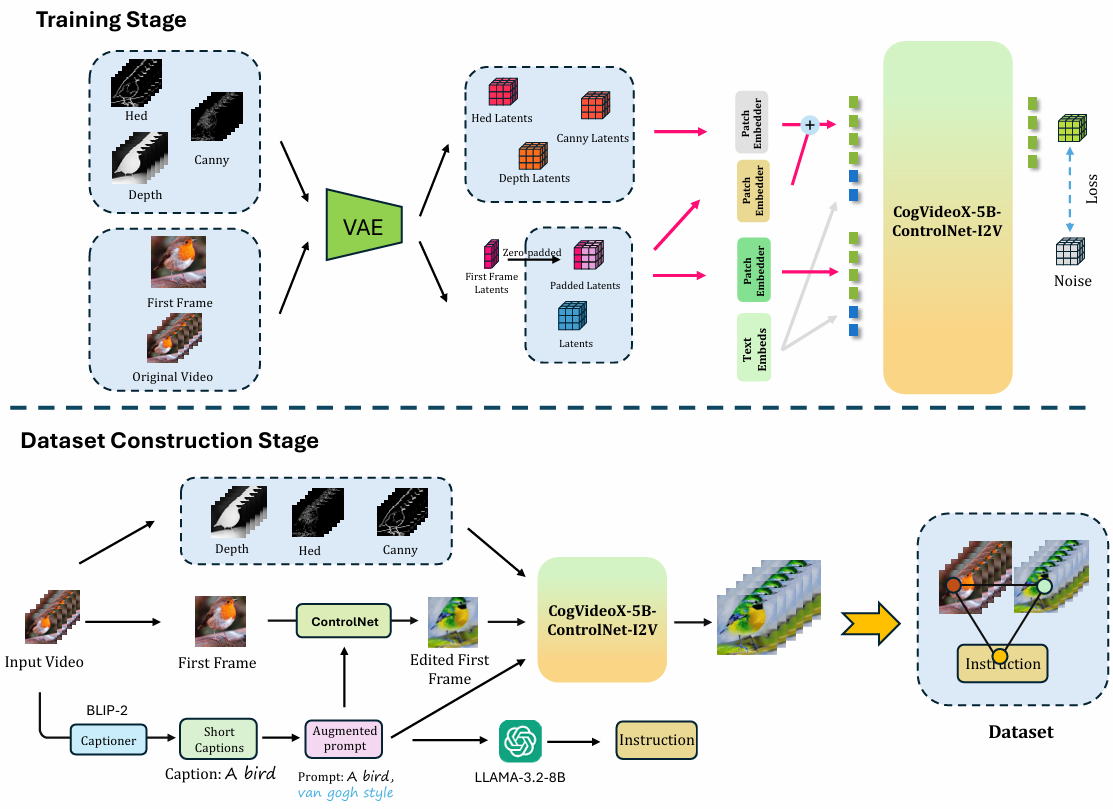 Training Stage
Hed
Canny
Depth
First Frame
Original Video
VAE
Hed Latents
Canny Latents
Depth Latents
Zero-padded
First Frame
Latents
Padded Latents
Latents
Patch
Embedder
Patch
Embedder
Patch
Embedder
Text
Embeds
+
CogVideoX-5B-
ControlNet-I2V
Loss
Noise
Dataset Construction Stage
Depth
Hed
Canny
Input Video
First Frame
ControlNet
Edited First
Frame
CogVideoX-5B-
ControlNet-I2V
Instruction
Dataset
BLIP-2
Captioner
Short
Captions
Caption: A bird
Augmented
prompt
Prompt: A bird,
van gogh style
LLAMA-3.2-8B
Instruction